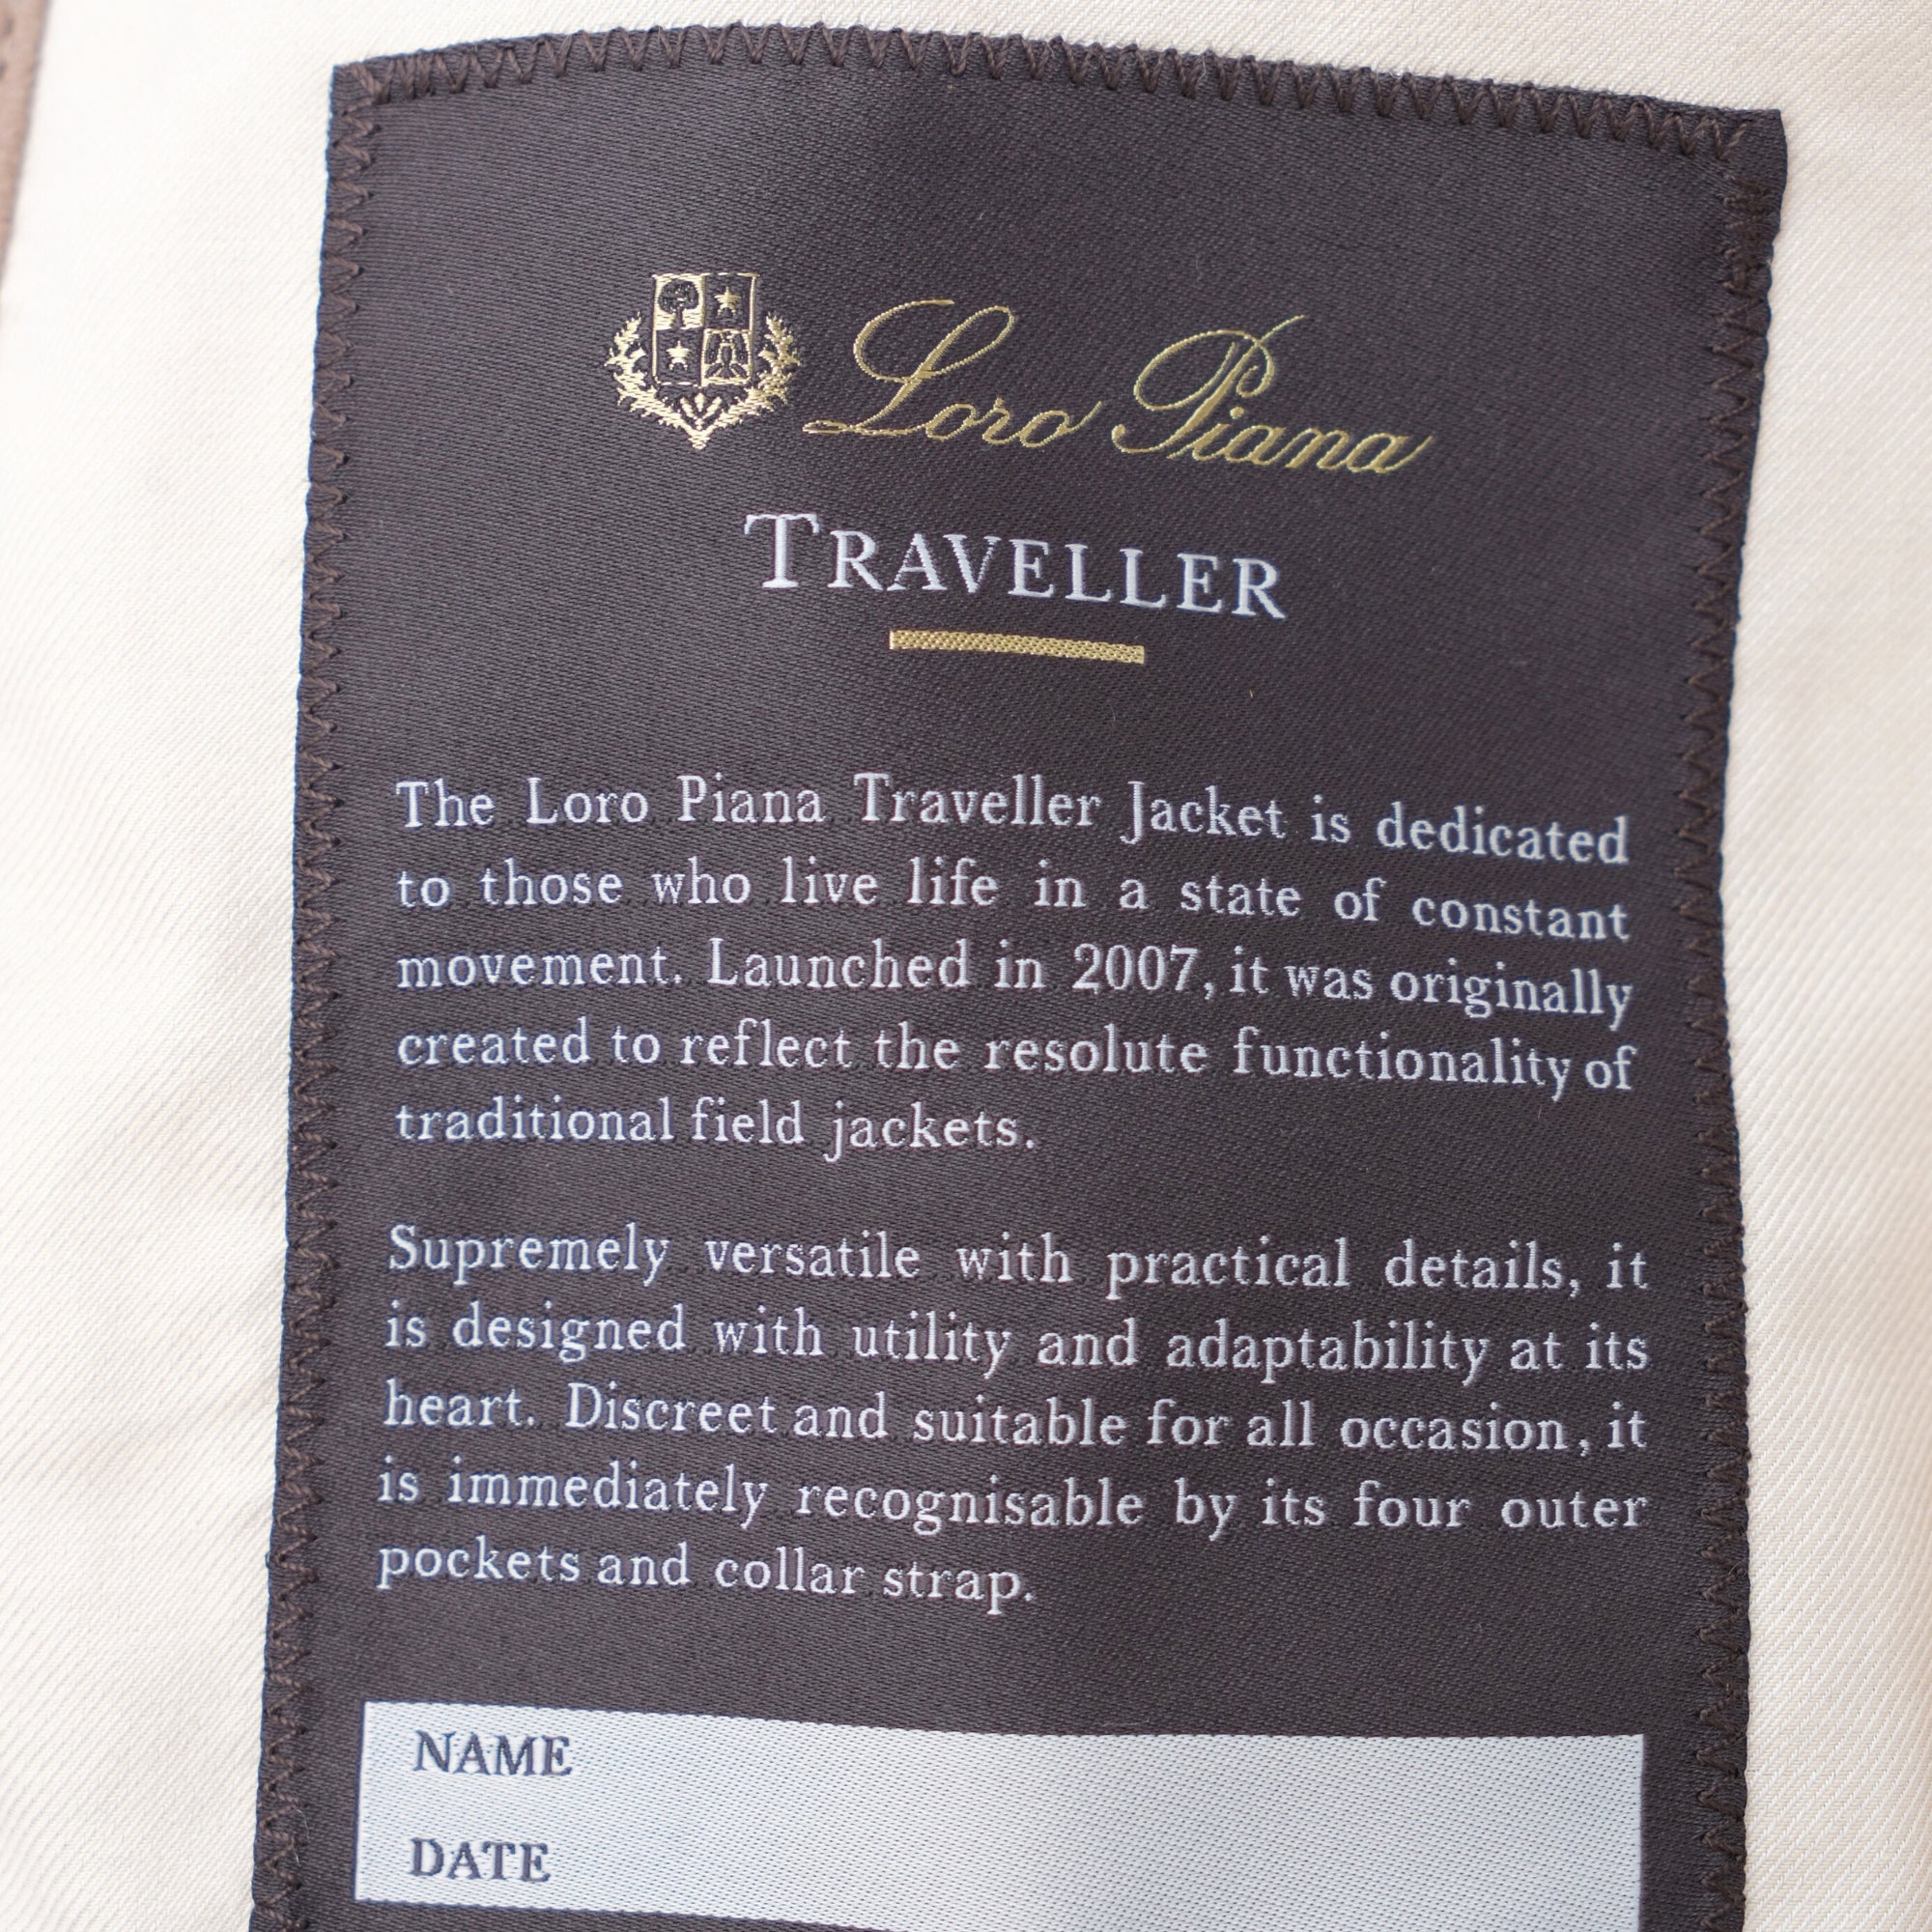 Loro Piana
TRAVELLER
The Loro Piana Traveller Jacket is dedicated
to those who live life in a state of constant
movement. Launched in 2007, it was originally
created to reflect the resolute functionality of
traditional field jackets.
Supremely versatile with practical details, it
is designed with utility and adaptability at its
heart. Discreet and suitable for all occasion, it
is immediately recognisable by its four outer
pockets and collar strap.
NAME
DATE